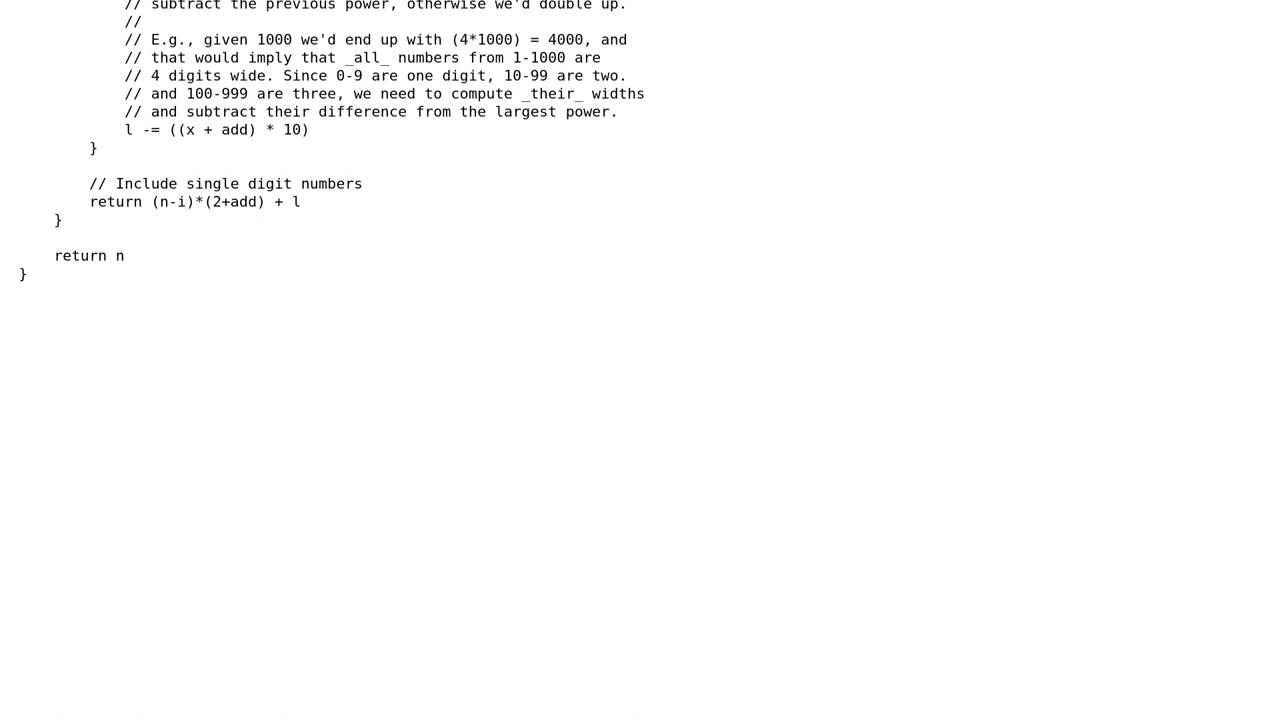 // subtract the previous power, otherwise we'd double up.
//
// E.g., given 1000 we'd end up with (4*1000) = 4000, and
// that would imply that _all_ numbers from 1-1000 are
// 4 digits wide. Since 0-9 are one digit, 10-99 are two.
// and 100-999 are three, we need to compute _their_ widths
// and subtract their difference from the largest power.
l -= ((x + add) * 10)
}
// Include single digit numbers
return (n-i)*(2+add) + l
}
return n
}